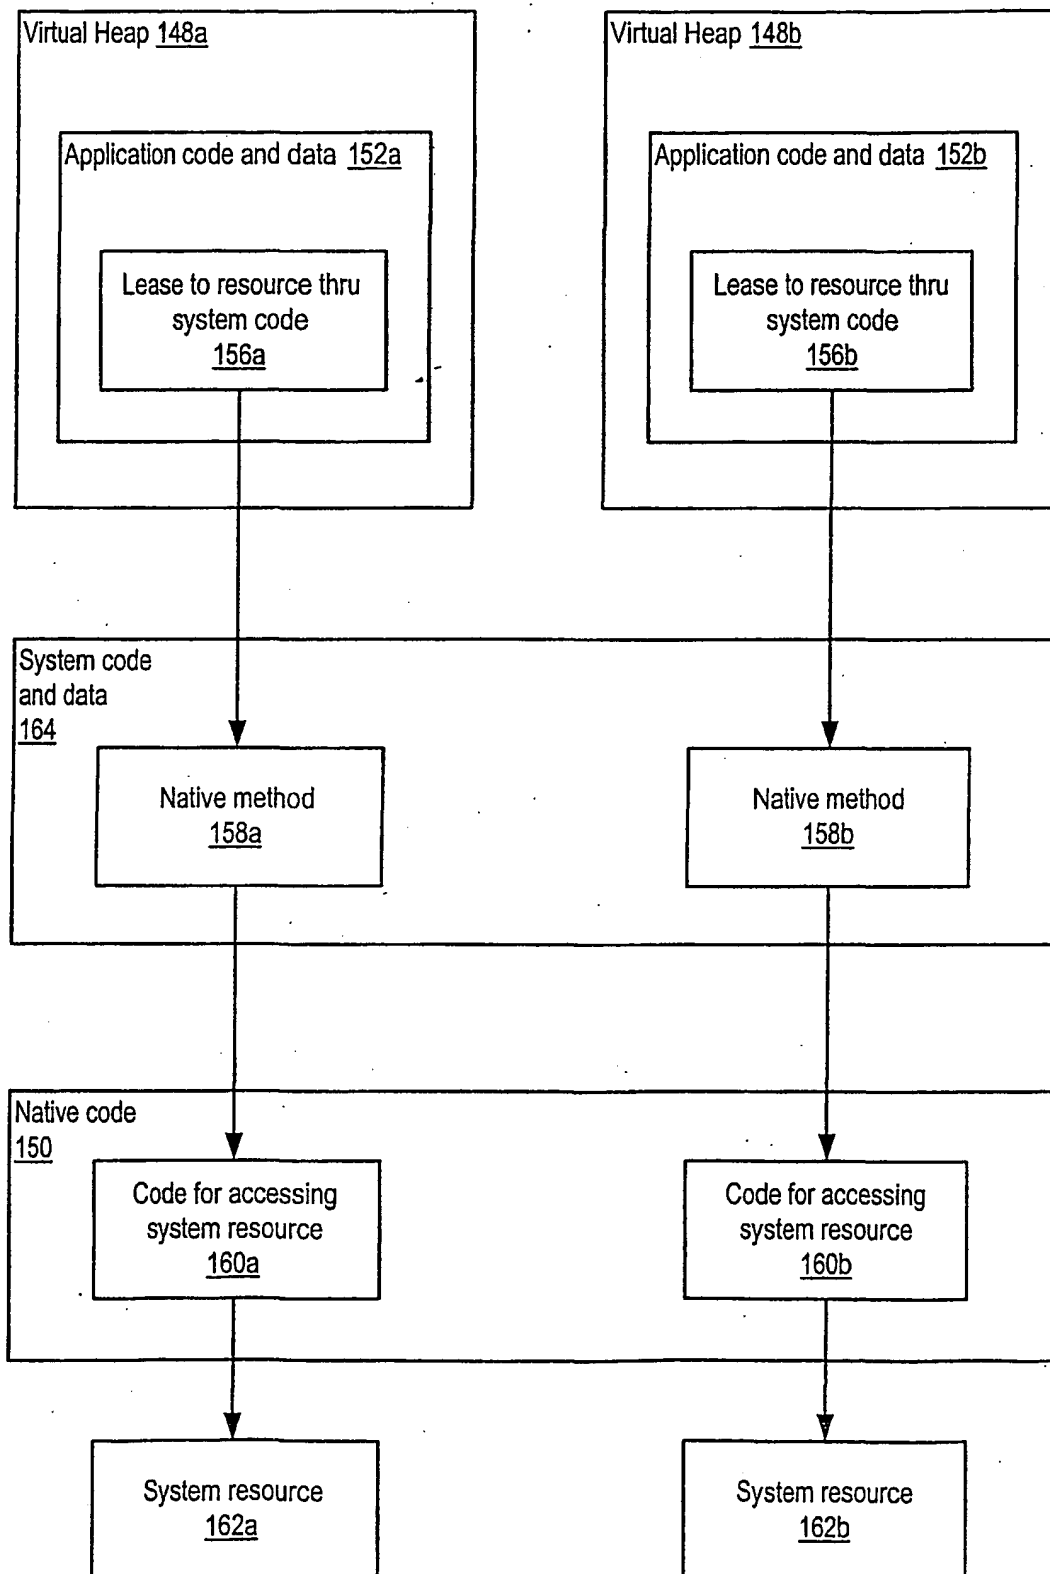 Virtual Heap 148a
Virtual Heap 148b
Application code and data 152a
Application code and data 152b
Lease to resource thru
system code
156a
Lease to resource thru
system code
156b
System code
and data
164
Native method
158a
Native method
158b
Native code
150
Code for accessing
system resource
160a
Code for accessing
system resource
160b
System resource
162a
System resource
162b